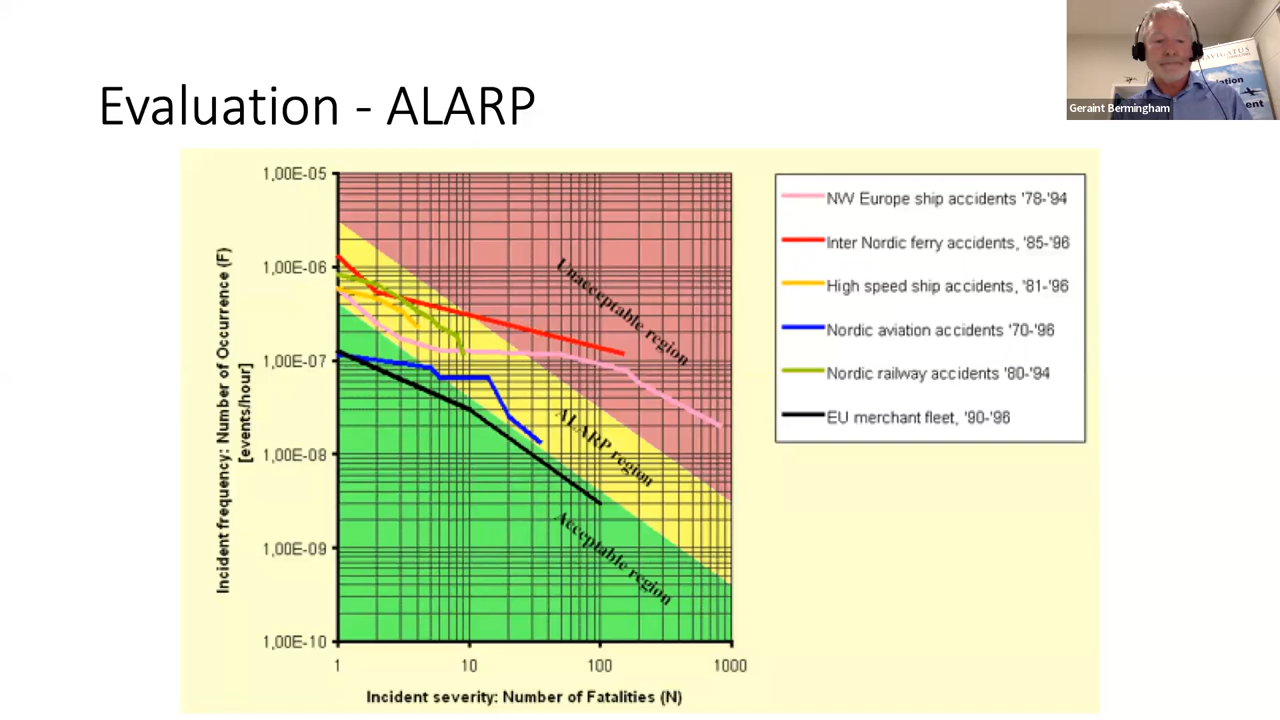 Evaluation - ALARP
Geraint Bermingham
1,00E-05
1,00E-06
1,00E-07
1,00E-08
1,00E-09
1,00E-10
Incident frequency: Number of Occurrence (F)
[events/hour]
1
10
100
1000
Incident severity: Number of Fatalities (N)
Unacceptable region
ALARP region
Acceptable region
NW Europe ship accidents '78-'94
Inter Nordic ferry accidents, '85-'96
High speed ship accidents, '81-'96
Nordic aviation accidents '70-'96
Nordic railway accidents '80-'94
EU merchant fleet, '90-'96